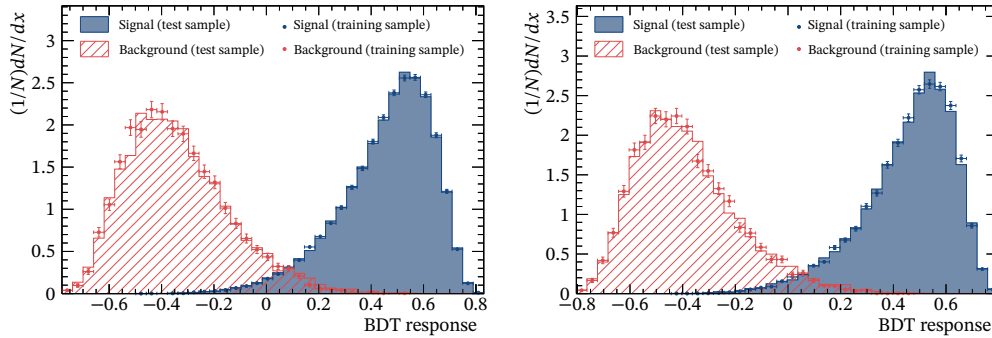 Signal (test sample) Signal (training sample)
Background (test sample) Background (training sample)
(1/N)dN/dx
3
2.5
2
1.5
1
0.5
0
−0.6 −0.4 −0.2 0 0.2 0.4 0.6 0.8
BDT response
Signal (test sample) Signal (training sample)
Background (test sample) Background (training sample)
(1/N)dN/dx
3.5
3
2.5
2
1.5
1
0.5
0
−0.8 −0.6 −0.4 −0.2 0 0.2 0.4 0.6
BDT response